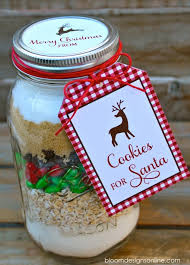 Merry Christmas
FROM
Cookies
FOR Santa
bloomdesignsonline.com